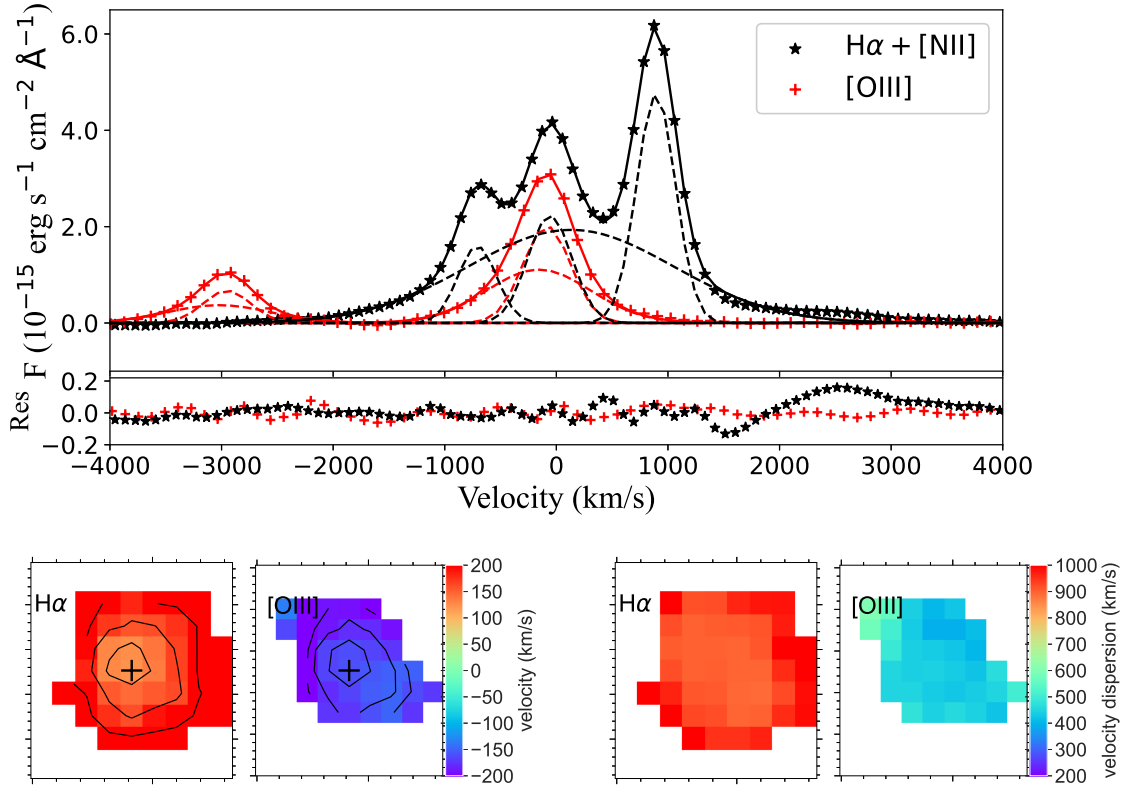 Hα + [NII]
[OIII]
F (10⁻¹⁵ erg s⁻¹ cm⁻² Å⁻¹)
6.0
4.0
2.0
0.0
Res
0.2
0.0
−0.2
−4000 −3000 −2000 −1000 0 1000 2000 3000 4000
Velocity (km/s)
Hα
[OIII]
200
150
100
50
0
−50
−100
−150
−200
velocity (km/s)
Hα
[OIII]
1000
900
800
700
600
500
400
300
200
velocity dispersion (km/s)